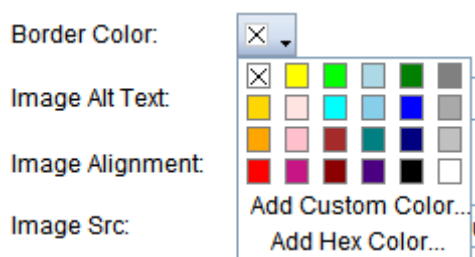 Border Color:
Image Alt Text:
Image Alignment:
Add Custom Color...
Image Src:
Add Hex Color...